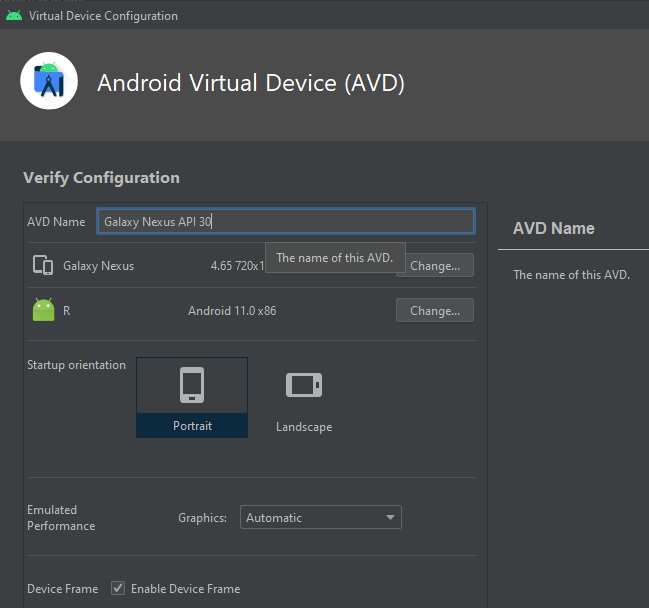 Virtual Device Configuration
Android Virtual Device (AVD)
Verify Configuration
AVD Name Galaxy Nexus API 30
Galaxy Nexus 4.65 720x1 Change...
The name of this AVD.
R Android 11.0 x86 Change...
Startup orientation
Portrait
Landscape
Emulated
Performance
Graphics: Automatic
Device Frame Enable Device Frame
AVD Name
The name of this AVD.